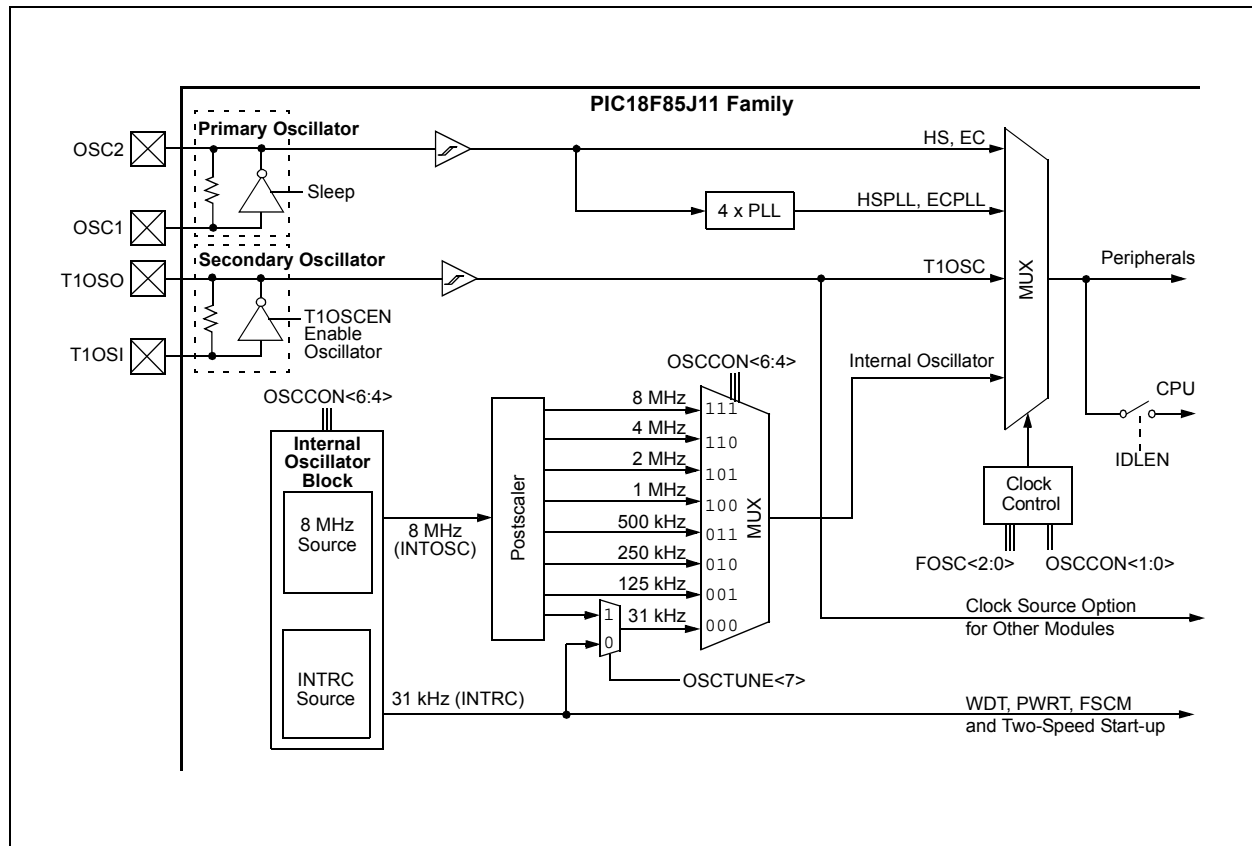 PIC18F85J11 Family
Primary Oscillator
OSC2
HS, EC
Sleep
4 x PLL
HSPLL, ECPLL
OSC1
Secondary Oscillator
T1OSO
T1OSC
MUX
Peripherals
T1OSCEN
Enable
Oscillator
T1OSI
OSCCON<6:4>
Internal Oscillator
CPU
IDLEN
OSCCON<6:4>
Internal
Oscillator
Block
8 MHz
Source
8 MHz
(INTOSC)
Postscaler
8 MHz
111
4 MHz
110
2 MHz
101
1 MHz
100
500 kHz
011
250 kHz
010
125 kHz
001
1
31 kHz
000
0
MUX
Clock
Control
FOSC<2:0>
OSCCON<1:0>
Clock Source Option
for Other Modules
OSCTUNE<7>
INTRC
Source
31 kHz (INTRC)
WDT, PWRT, FSCM
and Two-Speed Start-up